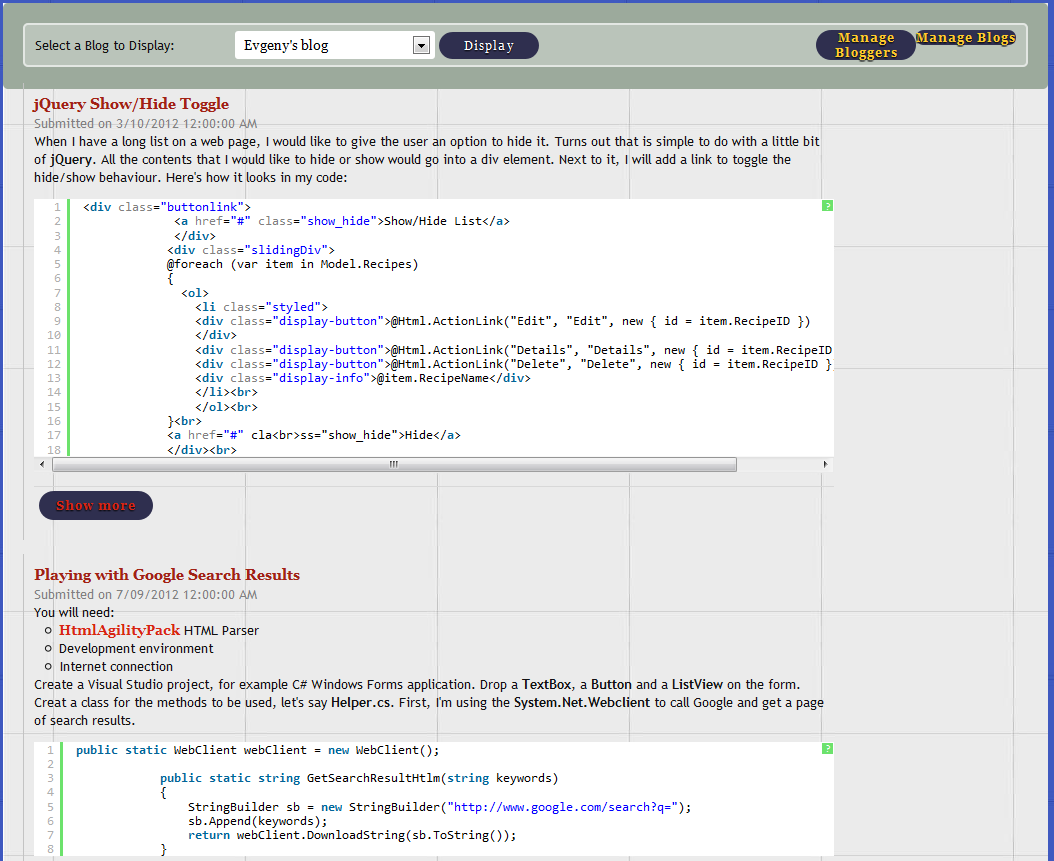 Select a Blog to Display: Evgeny's blog Display Manage Bloggers Manage Blogs
jQuery Show/Hide Toggle
Submitted on 3/10/2012 12:00:00 AM
When I have a long list on a web page, I would like to give the user an option to hide it. Turns out that is simple to do with a little bit
of jQuery. All the contents that I would like to hide or show would go into a div element. Next to it, I will add a link to toggle the
hide/show behaviour. Here's how it looks in my code:
?
1 <div class="buttonlink">
2 <a href="#" class="show_hide">Show/Hide List</a>
3 </div>
4 <div class="slidingDiv">
5 @foreach (var item in Model.Recipes)
6 {
7 <ol>
8 <li class="styled">
9 <div class="display-button">@Html.ActionLink("Edit", "Edit", new { id = item.RecipeID })
10 </div>
11 <div class="display-button">@Html.ActionLink("Details", "Details", new { id = item.RecipeID
12 <div class="display-button">@Html.ActionLink("Delete", "Delete", new { id = item.RecipeID }
13 <div class="display-info">@item.RecipeName</div>
14 </li><br>
15 </ol><br>
16 }<br>
17 <a href="#" cla<br>ss="show_hide">Hide</a>
18 </div><br>
Show more
Playing with Google Search Results
Submitted on 7/09/2012 12:00:00 AM
You will need:
HtmlAgilityPack HTML Parser
Development environment
Internet connection
Create a Visual Studio project, for example C# Windows Forms application. Drop a TextBox, a Button and a ListView on the form.
Creat a class for the methods to be used, let's say Helper.cs. First, I'm using the System.Net.Webclient to call Google and get a page
of search results.
?
1 public static WebClient webClient = new WebClient();
2
3 public static string GetSearchResultHtlm(string keywords)
4 {
5 StringBuilder sb = new StringBuilder("http://www.google.com/search?q=");
6 sb.Append(keywords);
7 return webClient.DownloadString(sb.ToString());
8 }